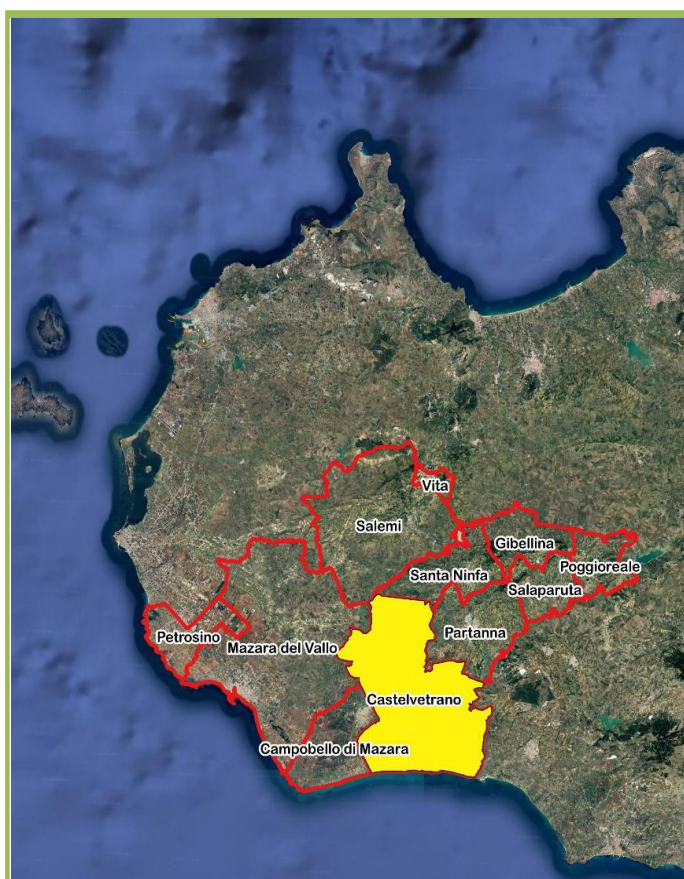 Vita
Salemi
Gibellina
Poggioreale
Santa Ninfa
Salaparuta
Partanna
Petrosino
Mazara del Vallo
Castelvetrano
Campobello di Mazara